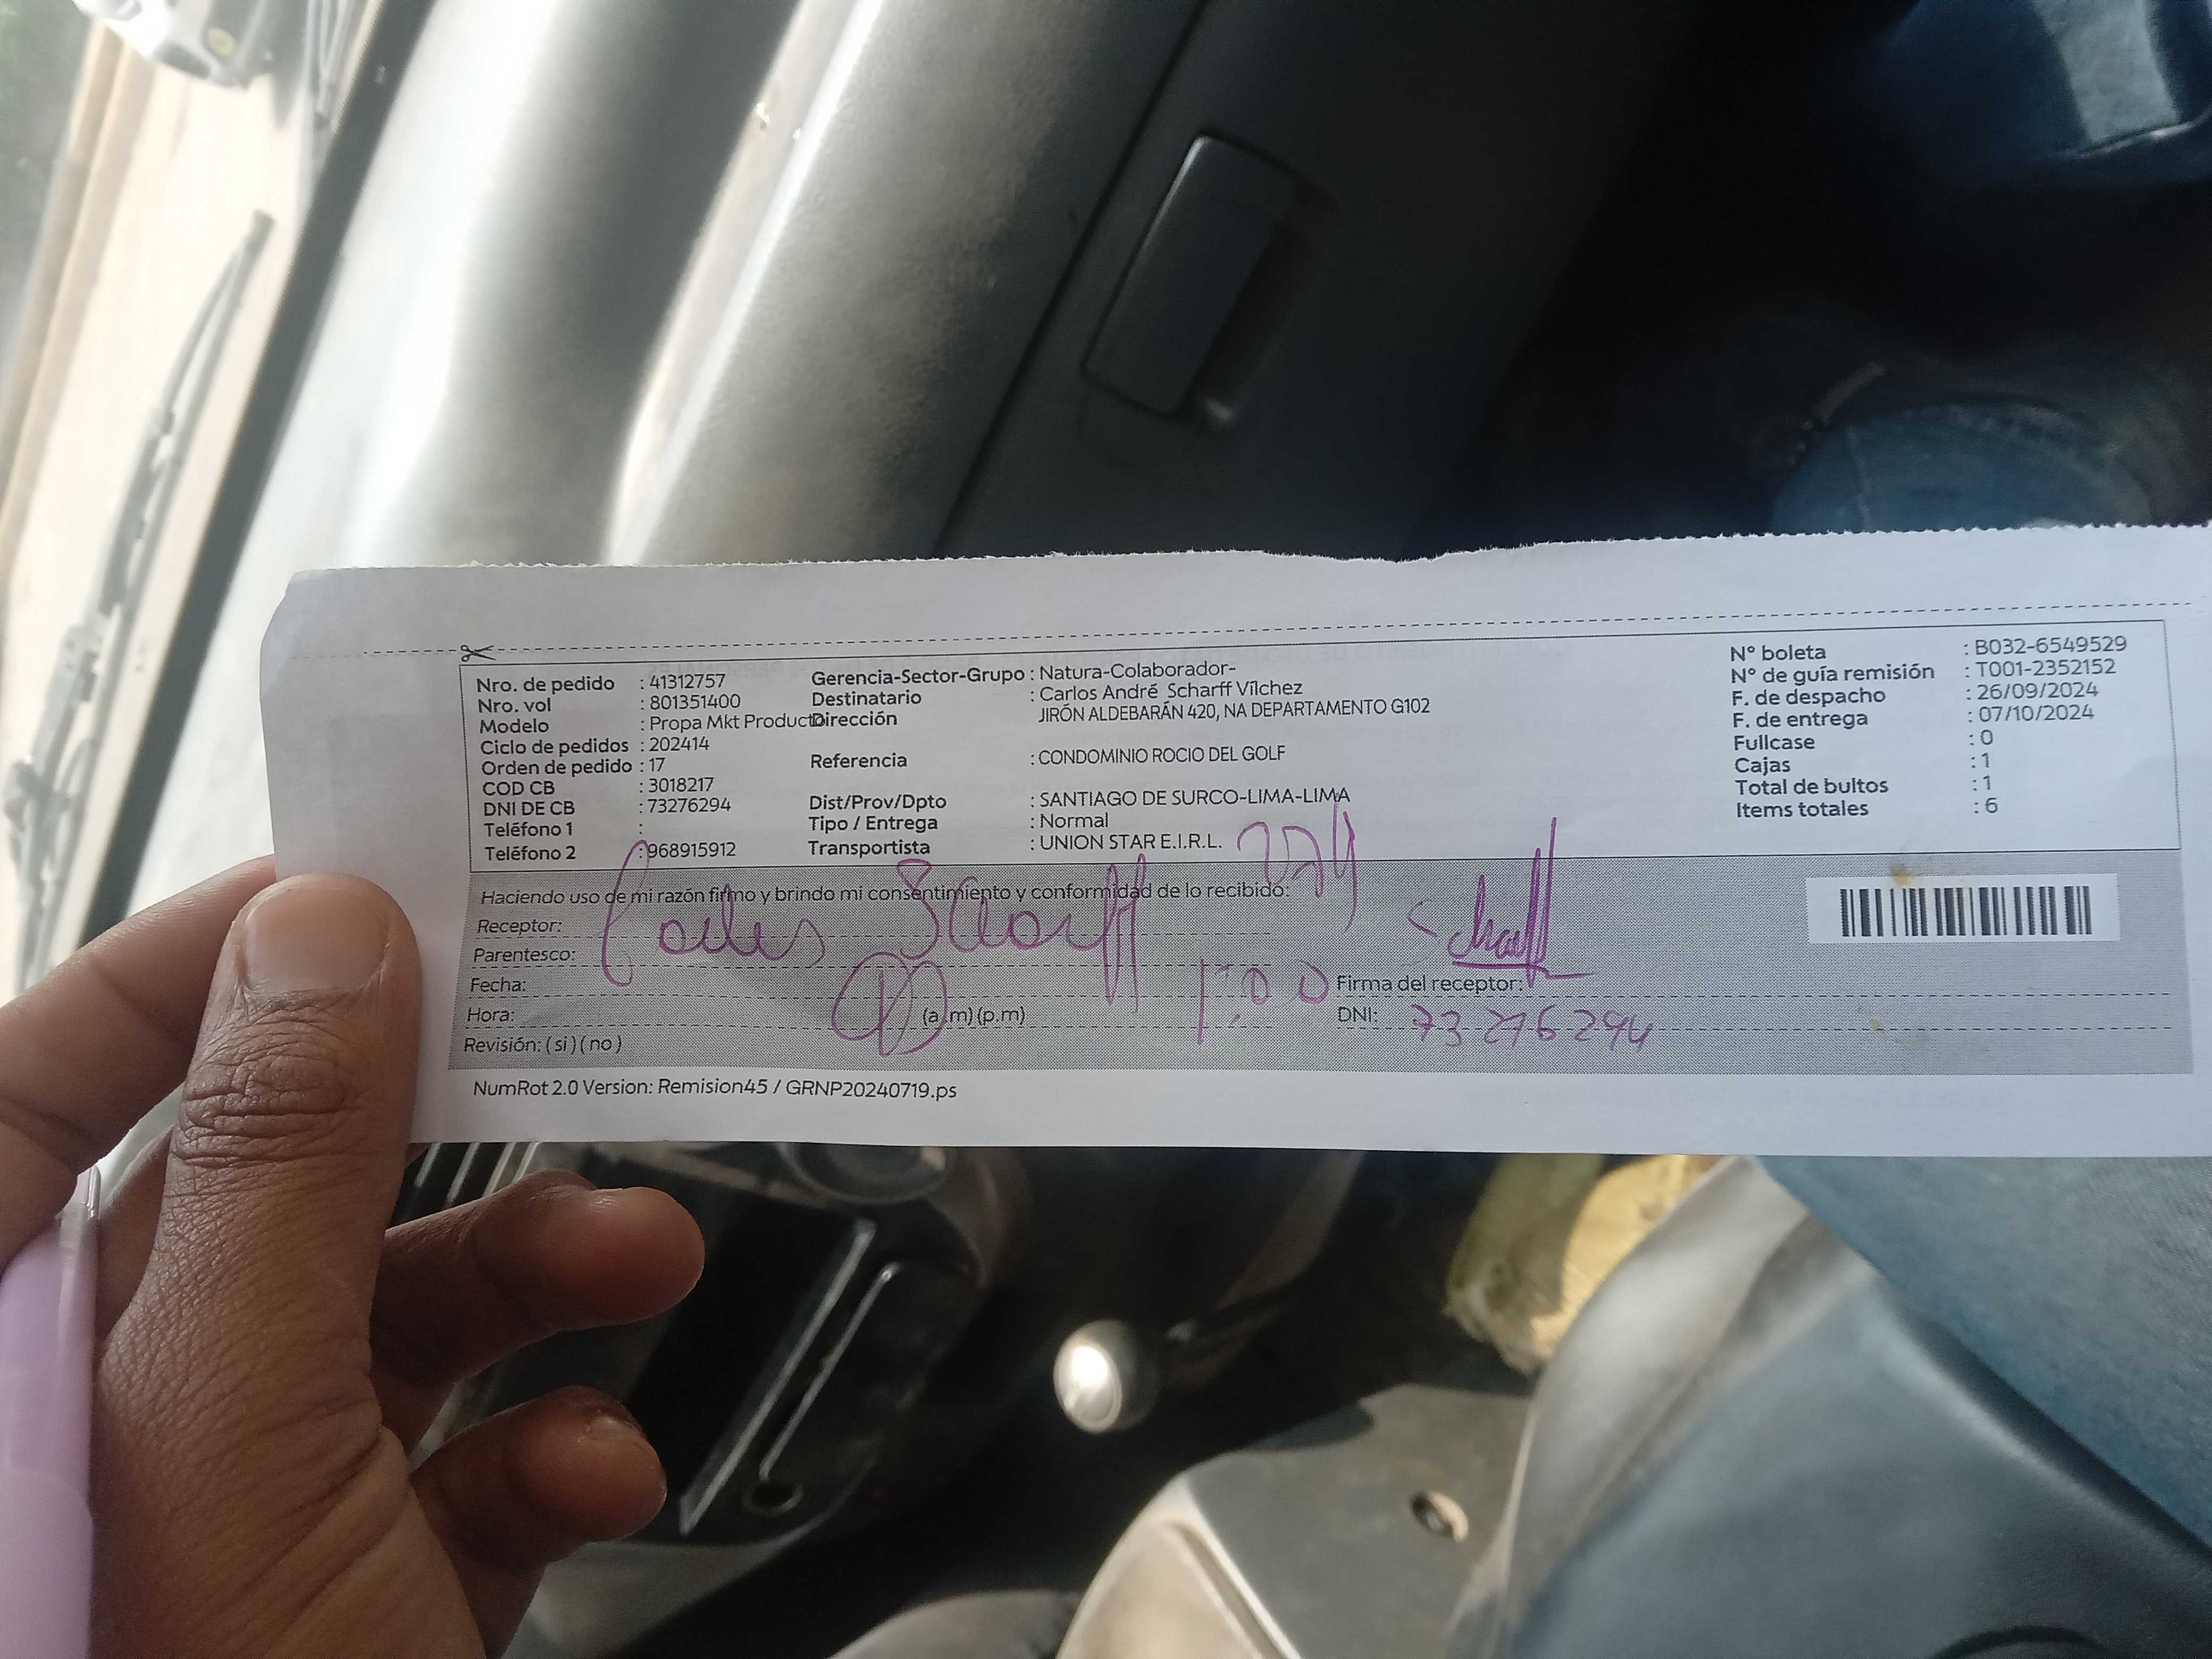 Nro. de pedido : 41312757
Nro. vol : 801351400
Modelo : Propa Mkt Producto
Ciclo de pedidos : 202414
Orden de pedido : 17
COD CB : 3018217
DNI DE CB : 73276294
Teléfono 1 :
Teléfono 2 : 968915912
Gerencia-Sector-Grupo : Natura-Colaborador-
Destinatario : Carlos André Scharff Vílchez
Dirección : JIRÓN ALDEBARÁN 420, NA DEPARTAMENTO G102
Referencia : CONDOMINIO ROCIO DEL GOLF
Dist/Prov/Dpto : SANTIAGO DE SURCO-LIMA-LIMA
Tipo / Entrega : Normal
Transportista : UNION STAR E.I.R.L.
N° boleta : B032-6549529
N° de guía remisión : T001-2352152
F. de despacho : 26/09/2024
F. de entrega : 07/10/2024
Fullcase : 0
Cajas : 1
Total de bultos : 1
Items totales : 6
Haciendo uso de mi razón firmo y brindo mi consentimiento y conformidad de lo recibido:
Receptor: Carlos Scharff
Parentesco:
Fecha:
Hora: (a.m) (p.m) 1:00
Revisión: (si) (no)
Scharff
Firma del receptor:
DNI: 73276294
NumRot 2.0 Version: Remision45 / GRNP20240719.ps